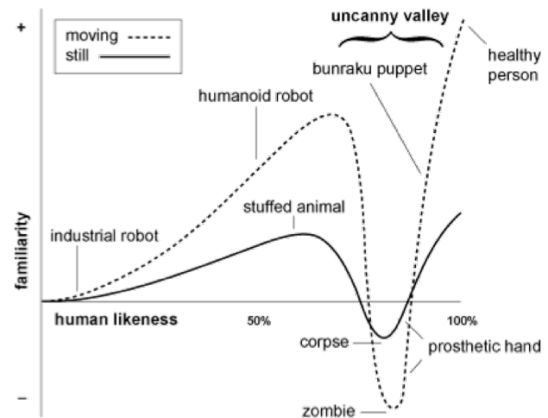 +
moving
still
uncanny valley
bunraku puppet
healthy
person
humanoid robot
stuffed animal
industrial robot
familiarity
human likeness
50%
100%
corpse
prosthetic hand
–
zombie